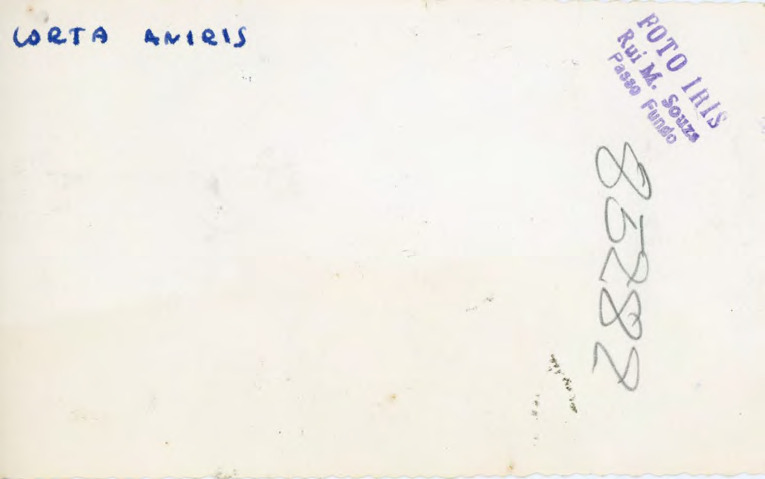 CORTA ANIRIS
FOTO IRIS
Rui M. Souza
Passo Fundo
85282